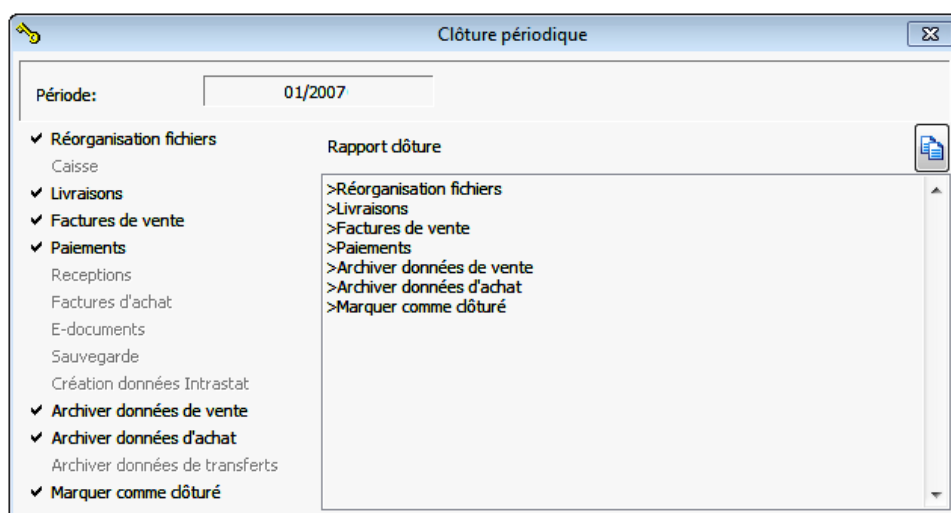 Clôture périodique
Période:
01/2007
Réorganisation fichiers
Caisse
Livraisons
Factures de vente
Paiements
Receptions
Factures d'achat
E-documents
Sauvegarde
Création données Intrastat
Archiver données de vente
Archiver données d'achat
Archiver données de transferts
Marquer comme clôturé
Rapport clôture
>Réorganisation fichiers
>Livraisons
>Factures de vente
>Paiements
>Archiver données de vente
>Archiver données d'achat
>Marquer comme clôturé